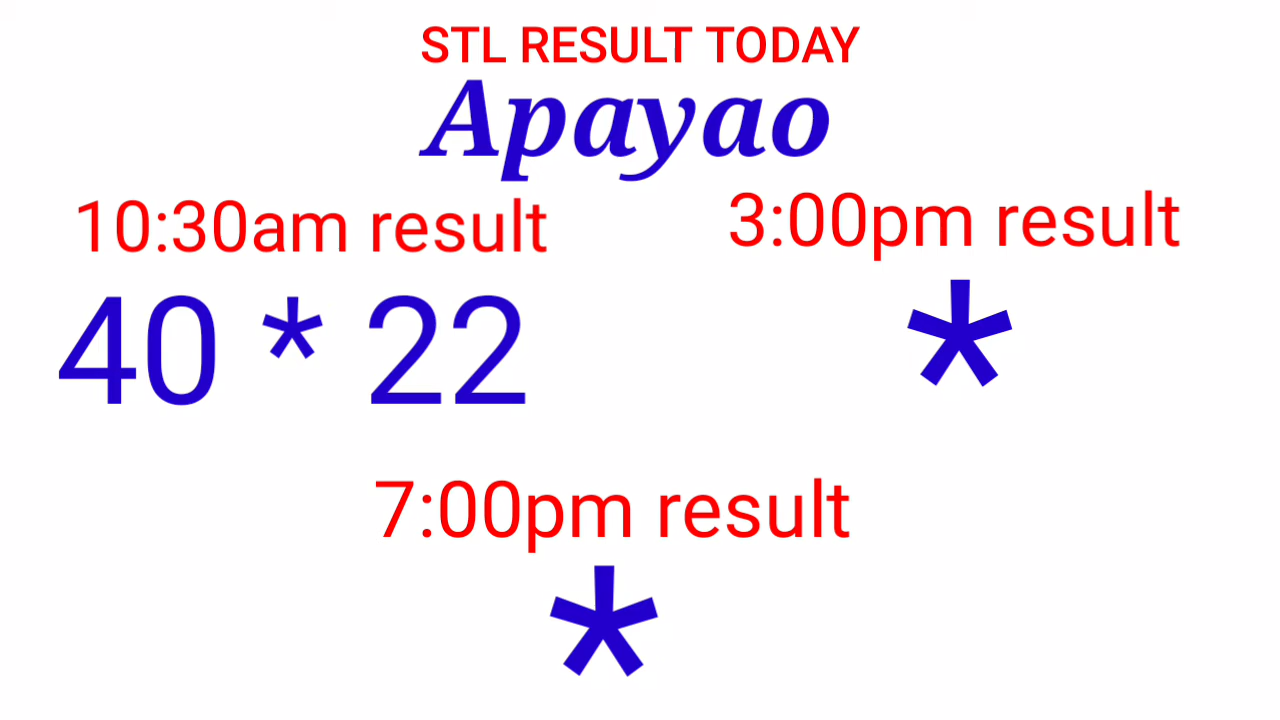 STL RESULT TODAY
Apayao
10:30am result
40 * 22
3:00pm result
*
7:00pm result
*